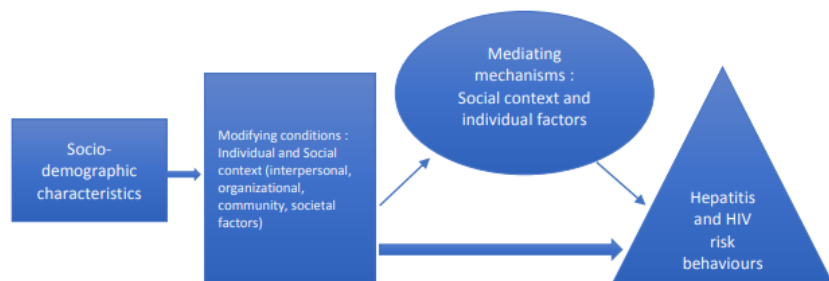 Socio-
demographic
characteristics
Modifying conditions :
Individual and Social
context (interpersonal,
organizational,
community, societal
factors)
Mediating
mechanisms :
Social context and
individual factors
Hepatitis
and HIV
risk
behaviours